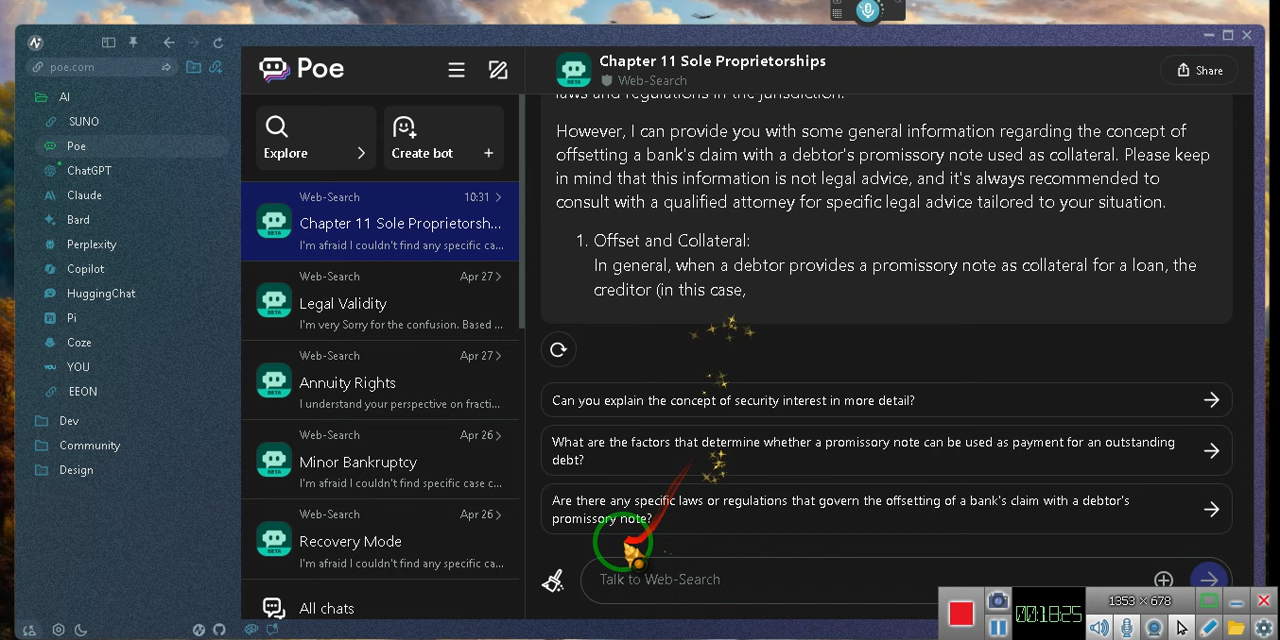 poe.com
AI
SUNO
Poe
ChatGPT
Claude
Bard
Perplexity
Copilot
HuggingChat
Pi
Coze
YOU
EEON
Dev
Community
Design
Poe
Explore
Create bot +
Web-Search 10:31
Chapter 11 Sole Proprietorsh...
I'm afraid I couldn't find any specific ca...
Web-Search Apr 27
Legal Validity
I'm very Sorry for the confusion. Based ...
Web-Search Apr 27
Annuity Rights
I understand your perspective on fracti...
Web-Search Apr 26
Minor Bankruptcy
I'm afraid I couldn't find specific case c...
Web-Search Apr 26
Recovery Mode
I'm afraid I couldn't find any specific ca...
All chats
Chapter 11 Sole Proprietorships
Web-Search
Share
laws and regulations in the jurisdiction.
However, I can provide you with some general information regarding the concept of
offsetting a bank's claim with a debtor's promissory note used as collateral. Please keep
in mind that this information is not legal advice, and it's always recommended to
consult with a qualified attorney for specific legal advice tailored to your situation.
1. Offset and Collateral:
In general, when a debtor provides a promissory note as collateral for a loan, the
creditor (in this case,
Can you explain the concept of security interest in more detail?
What are the factors that determine whether a promissory note can be used as payment for an outstanding
debt?
Are there any specific laws or regulations that govern the offsetting of a bank's claim with a debtor's
promissory note?
Talk to Web-Search
00:18:25
1353 × 678